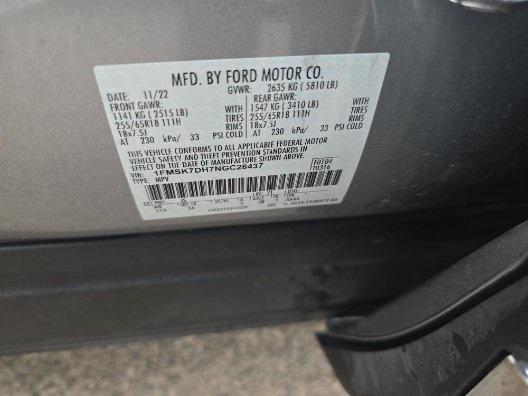 MFD. BY FORD MOTOR CO.
DATE: 11/22 GVWR: 2635 KG ( 5810 LB)
FRONT GAWR: REAR GAWR:
1141 KG ( 2515 LB) WITH 1547 KG ( 3410 LB) WITH
255/65R18 111H TIRES 255/65R18 111H TIRES
18x7.5J RIMS 18x7.5J RIMS
AT 230 kPa/ 33 PSI COLD AT 230 kPa/ 33 PSI COLD
THIS VEHICLE CONFORMS TO ALL APPLICABLE FEDERAL MOTOR
VEHICLE SAFETY AND BUMPER AND THEFT PREVENTION STANDARDS IN
EFFECT ON THE DATE OF MANUFACTURE SHOWN ABOVE.
VIN: 1FMSK7DH7NGC28437 F0104
TYPE: MPV T0316